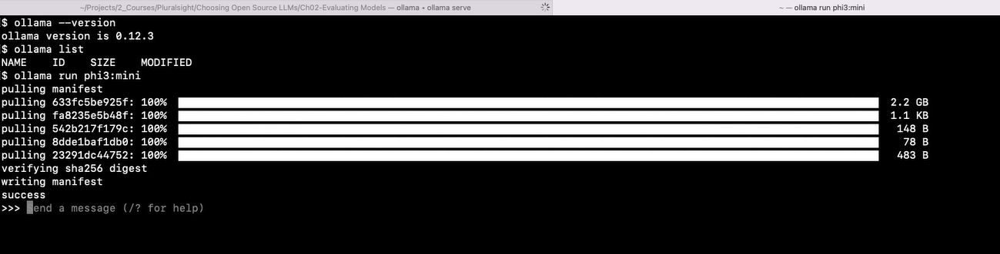 ~/Projects/2_Courses/Pluralsight/Choosing Open Source LLMs/Ch02-Evaluating Models — ollama • ollama serve
~ — ollama run phi3:mini
$ ollama --version
ollama version is 0.12.3
$ ollama list
NAME    ID    SIZE    MODIFIED
$ ollama run phi3:mini
pulling manifest
pulling 633fc5be925f: 100% 2.2 GB
pulling fa8235e5b48f: 100% 1.1 KB
pulling 542b217f179c: 100% 148 B
pulling 8dde1baf1db0: 100% 78 B
pulling 23291dc44752: 100% 483 B
verifying sha256 digest
writing manifest
success
>>> Send a message (/? for help)